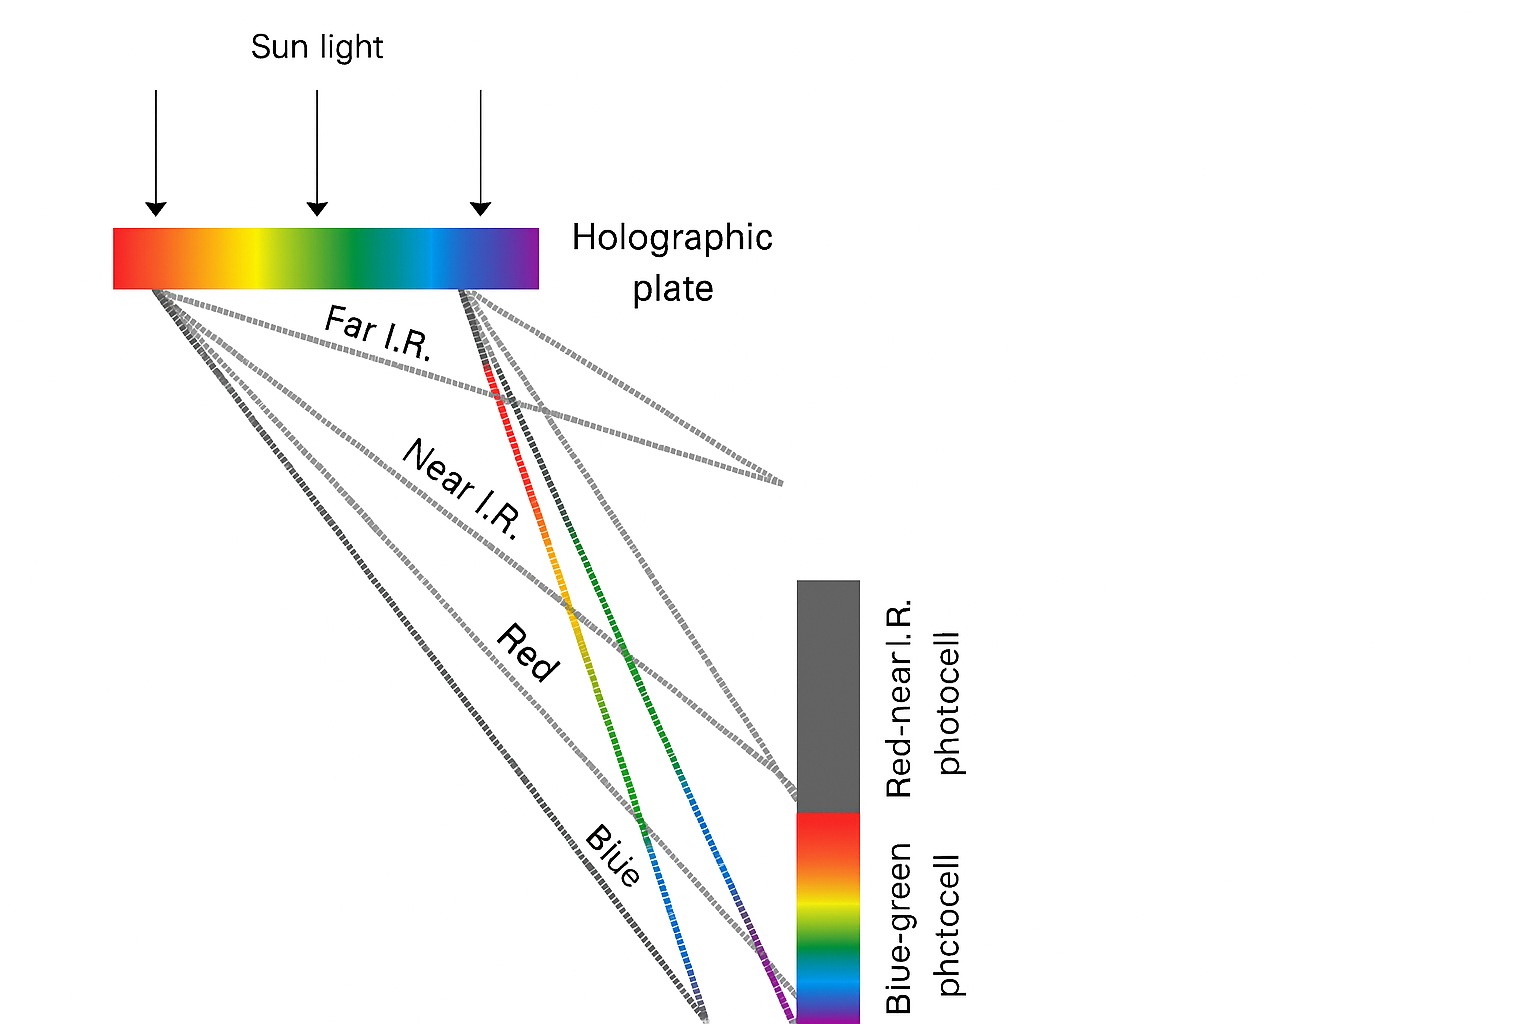 Sun light
Holographic
plate
Far I.R.
Near I.R.
Red
Biue
Red-near I.R.
photocell
Biue-green
phctocell